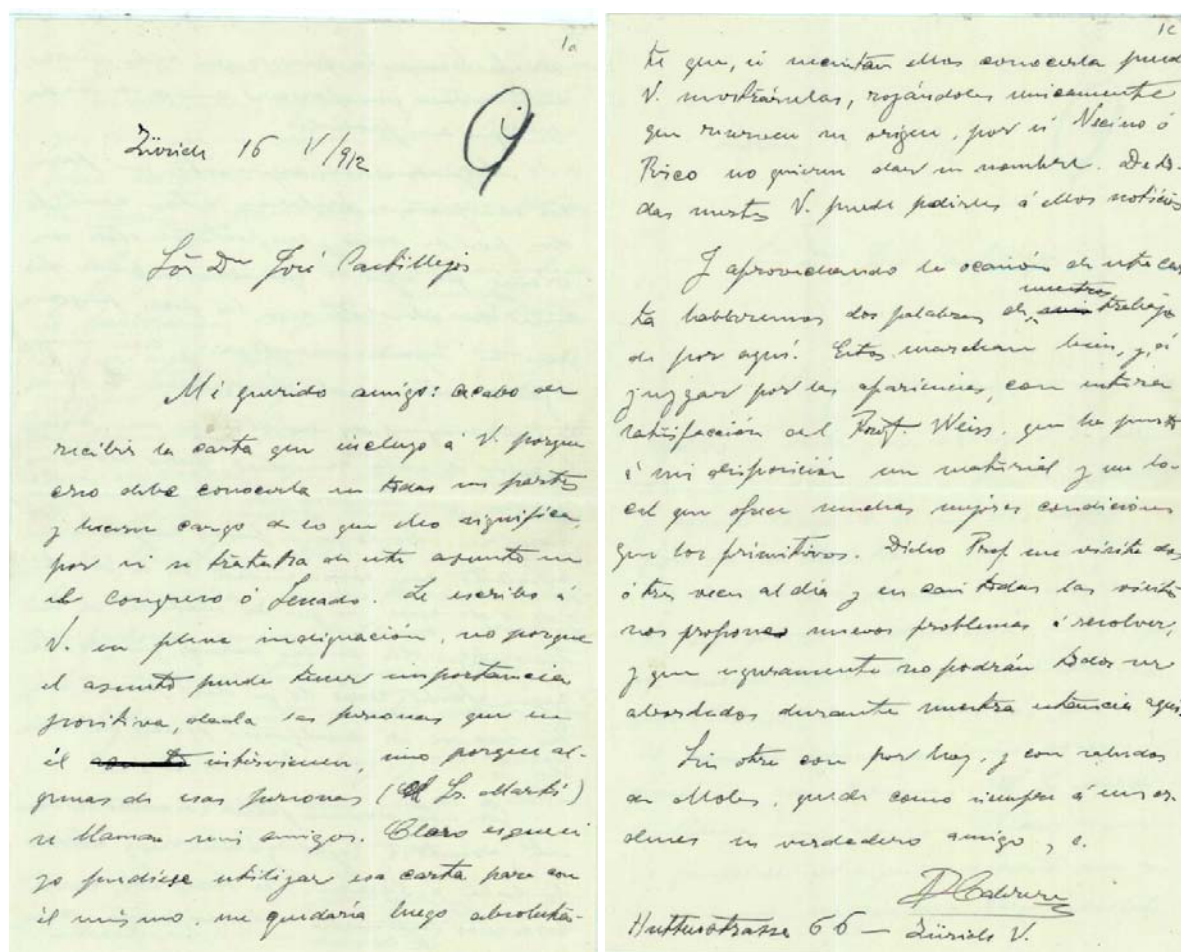 1a
Zürich 16 V/912
Sor Dn José Castillejo
Mi querido amigo: acabo de
recibir la carta que incluyo á V. porque
creo debe conocerla en todas sus partes
y hacerse cargo de lo que ello significa,
por si se tratara de este asunto en
el Congreso ó Senado. Le escribo á
V. en plena indignación, no porque
el asunto puede tener importancia
positiva, dada las personas que en
él intervienen, sino porque al-
gunas de esas personas (el Sr. Martí)
se llaman mis amigos. Claro es que si
yo pudiese utilizar esa carta para con
él mismo, me quedaría luego absoluta-
1c
te que, si necesitan ellos conocerla puede
V. mostrárselas, rogándoles unicamente
que reserven su origen, por si Vecino ó
Risco no quieren dar su nombre. De to-
das suertes V. puede pedirles á ellos noticias
Y aprovechando la ocasión de esta car
ta hablaremos dos palabras de nuestros trabajos
de por aquí. Estos marchan bien, y, á
juzgar por las apariencias, con entera
satisfacción del Prof. Weiss, que ha puesto
á mi disposición un material y un lo-
cal que ofrece muchas mejores condiciones
que los primitivos. Dicho Prof. me visita dos
ó tres veces al día y en casi todas las visitas
nos propone nuevos problemas á resolver,
y que seguramente no podrán todos ser
abordados durante nuestra estancia aquí.
Sin otra cosa por hoy, y con saludos
de Moles, queda como siempre á sus or-
denes su verdadero amigo, s.
B Cabrera
Huttenstrasse 66 — Zürich V.